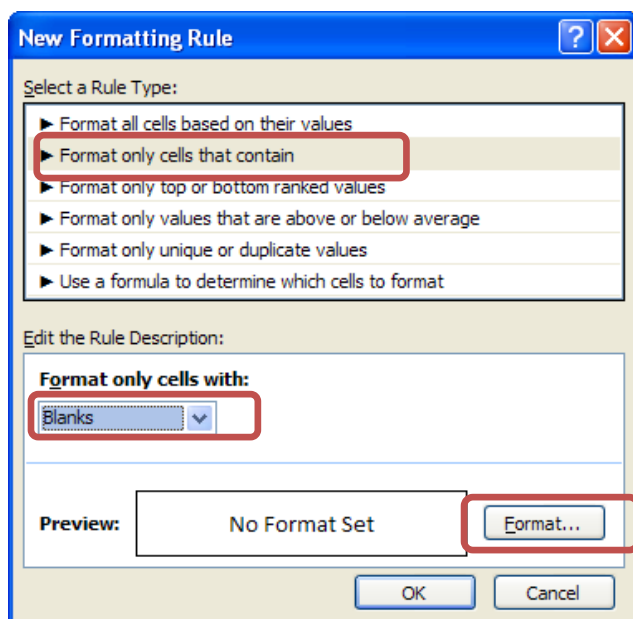 New Formatting Rule
?
Select a Rule Type:
► Format all cells based on their values
► Format only cells that contain
► Format only top or bottom ranked values
► Format only values that are above or below average
► Format only unique or duplicate values
► Use a formula to determine which cells to format
Edit the Rule Description:
Format only cells with:
Blanks
Preview:
No Format Set
Format...
OK
Cancel